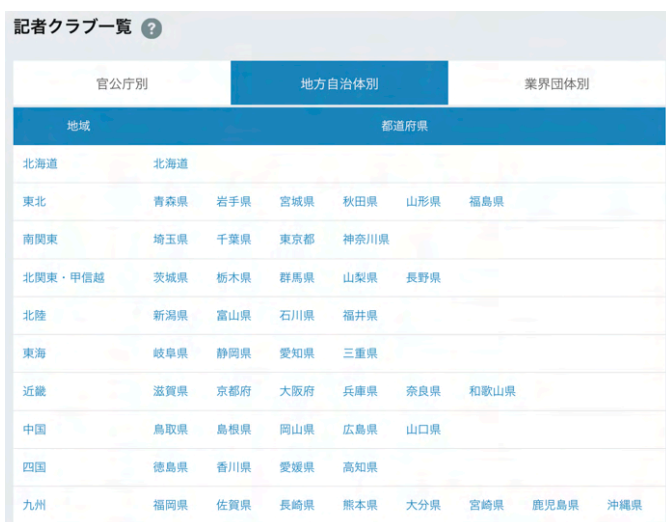 記者クラブ一覧 ?
官公庁別 地方自治体別 業界団体別
地域 都道府県
北海道 北海道
東北 青森県 岩手県 宮城県 秋田県 山形県 福島県
南関東 埼玉県 千葉県 東京都 神奈川県
北関東・甲信越 茨城県 栃木県 群馬県 山梨県 長野県
北陸 新潟県 富山県 石川県 福井県
東海 岐阜県 静岡県 愛知県 三重県
近畿 滋賀県 京都府 大阪府 兵庫県 奈良県 和歌山県
中国 鳥取県 島根県 岡山県 広島県 山口県
四国 徳島県 香川県 愛媛県 高知県
九州 福岡県 佐賀県 長崎県 熊本県 大分県 宮崎県 鹿児島県 沖縄県